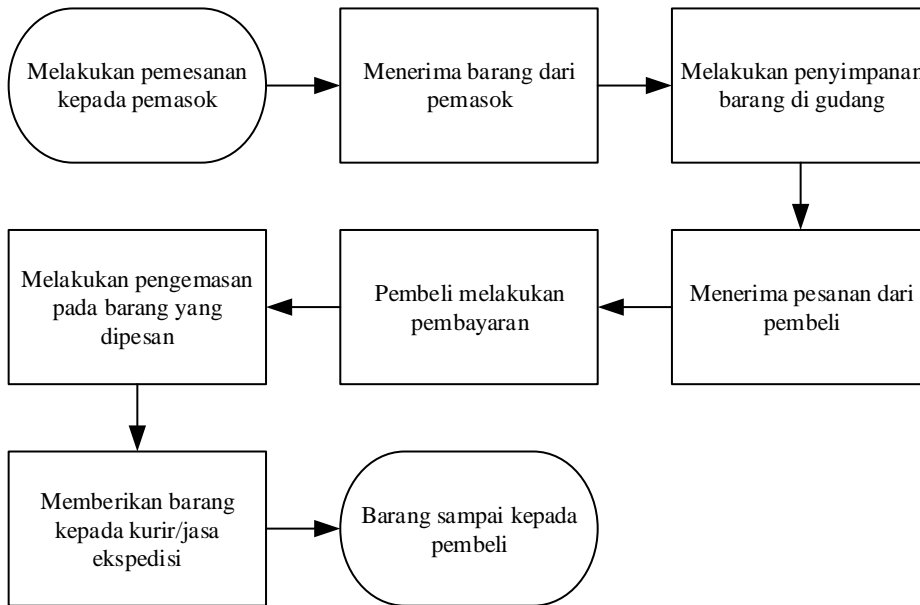 Melakukan pemesanan
kepada pemasok
Menerima barang dari
pemasok
Melakukan penyimpanan
barang di gudang
Menerima pesanan dari
pembeli
Pembeli melakukan
pembayaran
Melakukan pengemasan
pada barang yang
dipesan
Memberikan barang
kepada kurir/jasa
ekspedisi
Barang sampai kepada
pembeli